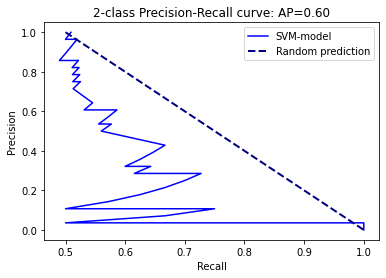 2-class Precision-Recall curve: AP=0.60
SVM-model
Random prediction
Precision
1.0
0.8
0.6
0.4
0.2
0.0
0.5
0.6
0.7
0.8
0.9
1.0
Recall